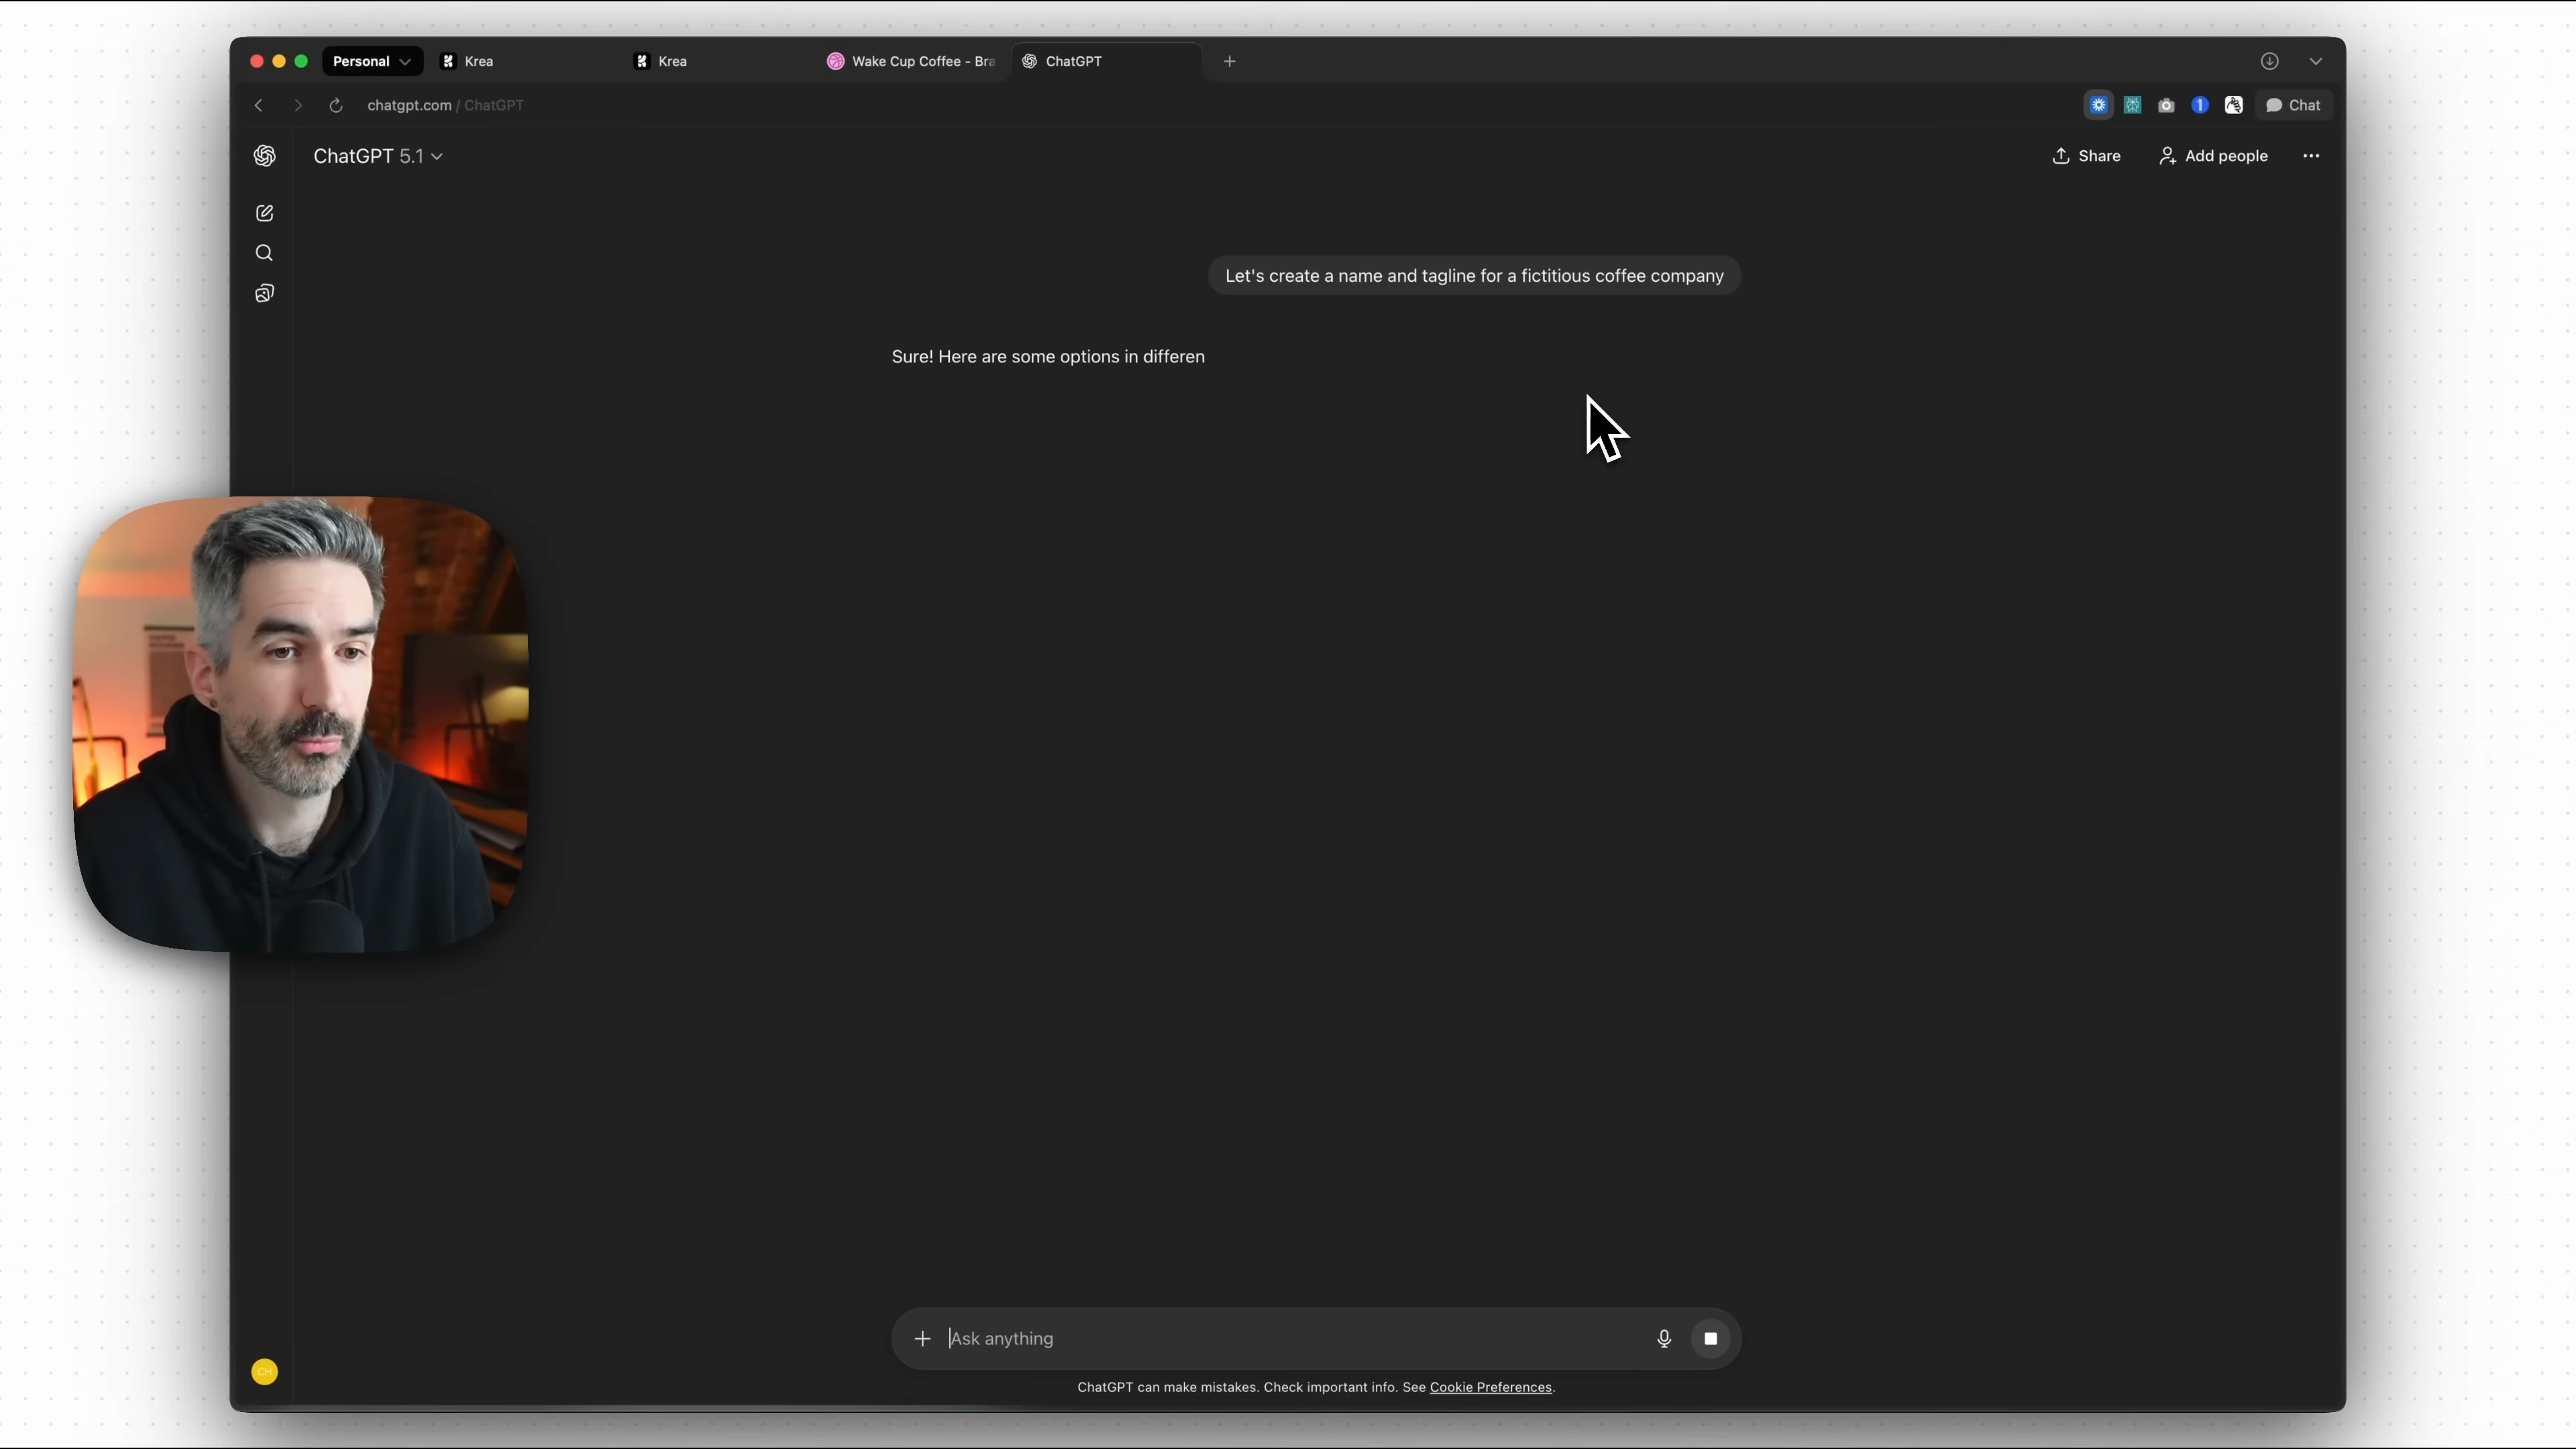 Personal
Krea
Krea
Wake Cup Coffee - Bra
ChatGPT
chatgpt.com / ChatGPT
1
Chat
ChatGPT 5.1
Share
Add people
Let's create a name and tagline for a fictitious coffee company
Sure! Here are some options in differen
Ask anything
CH
ChatGPT can make mistakes. Check important info. See Cookie Preferences.